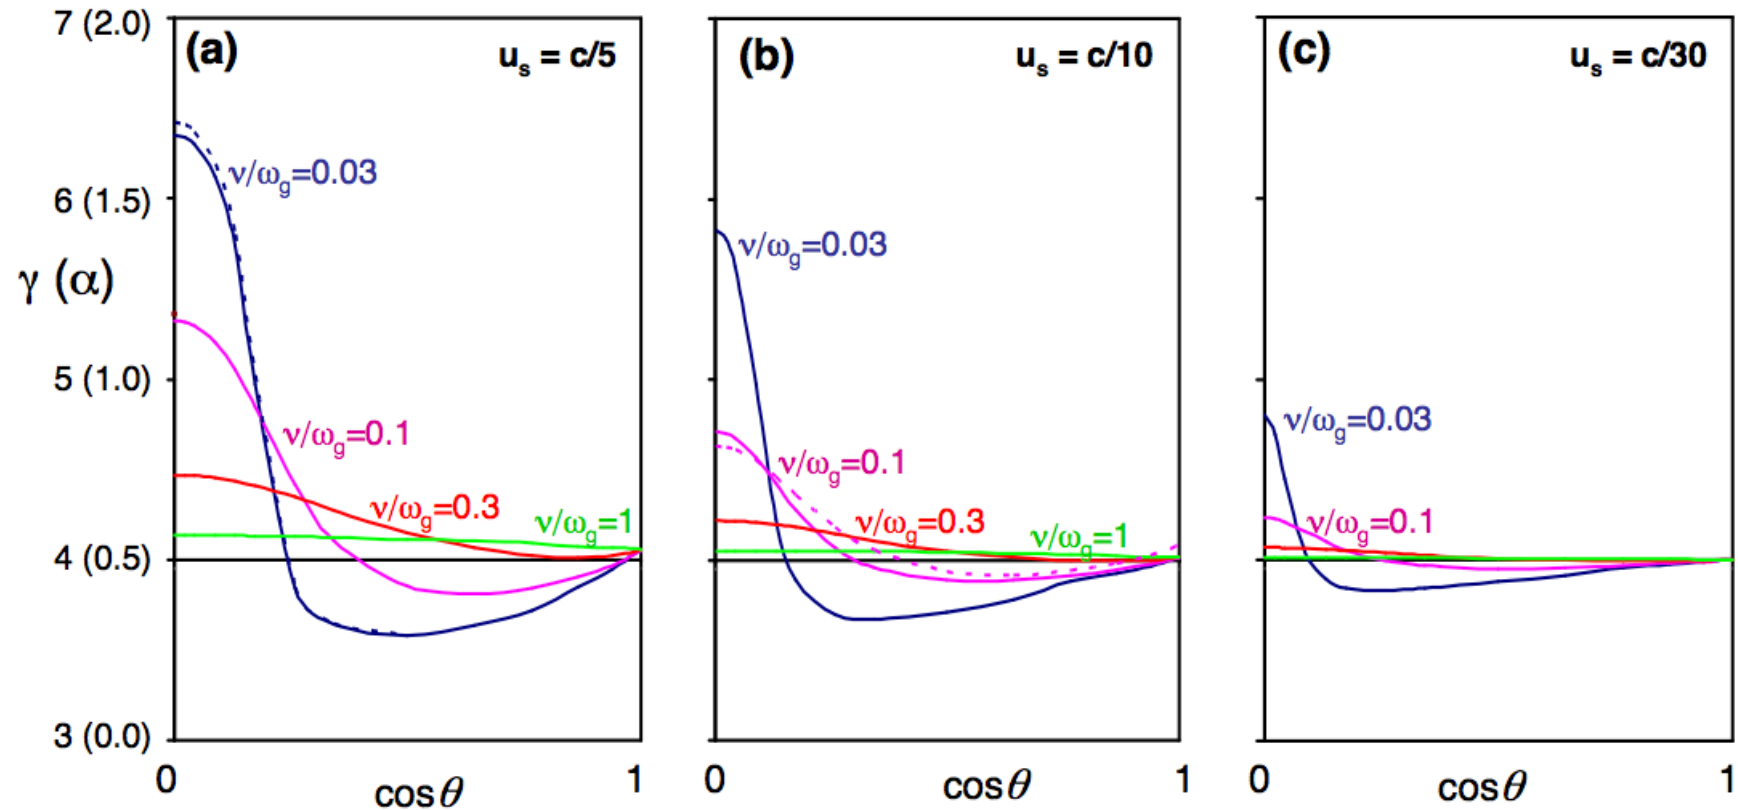 (a) u_s = c/5
7 (2.0)
6 (1.5)
5 (1.0)
4 (0.5)
3 (0.0)
γ (α)
ν/ω_g=0.03
ν/ω_g=0.1
ν/ω_g=0.3
ν/ω_g=1
0 1
cosθ
(b) u_s = c/10
ν/ω_g=0.03
ν/ω_g=0.1
ν/ω_g=0.3
ν/ω_g=1
0 1
cosθ
(c) u_s = c/30
ν/ω_g=0.03
ν/ω_g=0.1
0 1
cosθ